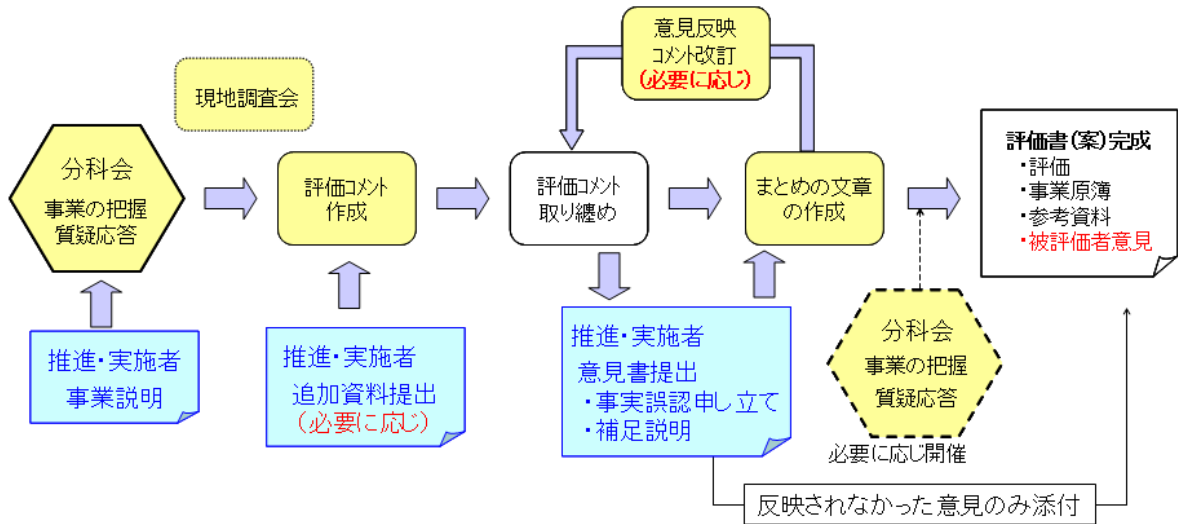 意見反映
コメント改訂
(必要に応じ)
現地調査会
分科会
事業の把握
質疑応答
評価コメント
作成
評価コメント
取り纏め
まとめの文章
の作成
評価書(案)完成
・評価
・事業原簿
・参考資料
・被評価者意見
推進・実施者
事業説明
推進・実施者
追加資料提出
(必要に応じ)
推進・実施者
意見書提出
・事実誤認申し立て
・補足説明
分科会
事業の把握
質疑応答
必要に応じ開催
反映されなかった意見のみ添付